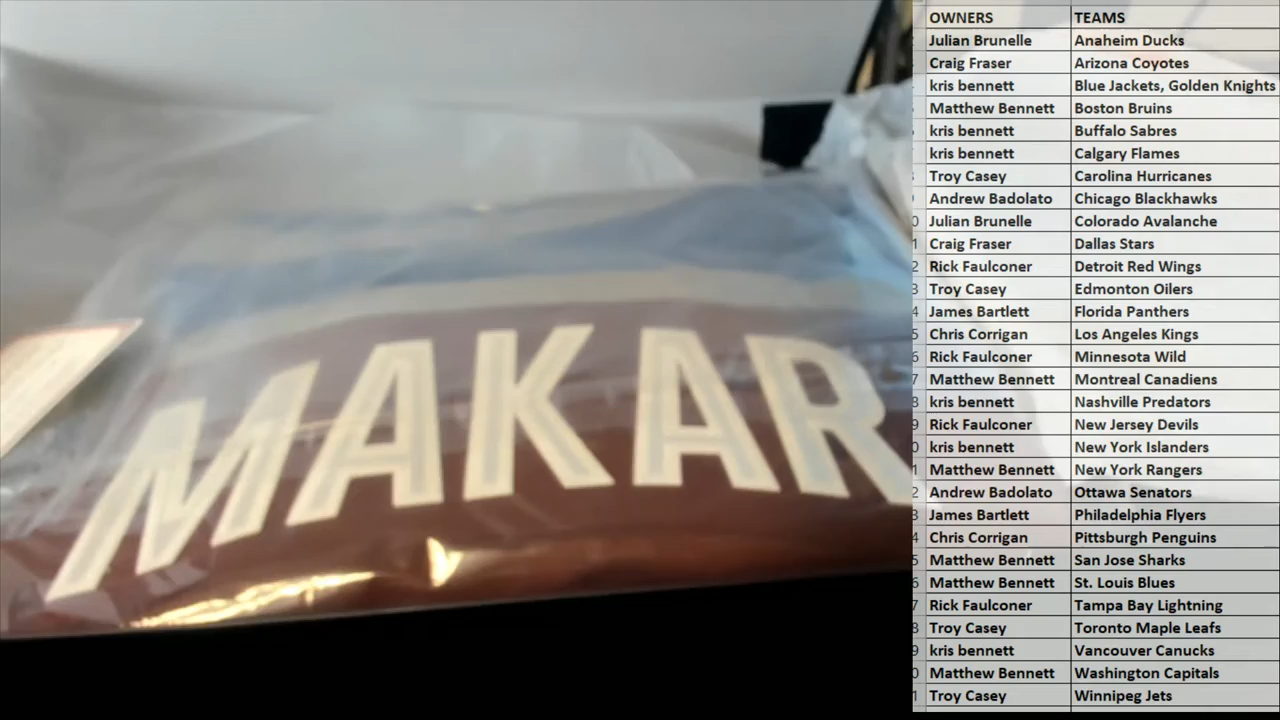 MAKAR
OWNERS TEAMS
Julian Brunelle Anaheim Ducks
Craig Fraser Arizona Coyotes
kris bennett Blue Jackets, Golden Knights
Matthew Bennett Boston Bruins
kris bennett Buffalo Sabres
kris bennett Calgary Flames
Troy Casey Carolina Hurricanes
Andrew Badolato Chicago Blackhawks
Julian Brunelle Colorado Avalanche
Craig Fraser Dallas Stars
Rick Faulconer Detroit Red Wings
Troy Casey Edmonton Oilers
James Bartlett Florida Panthers
Chris Corrigan Los Angeles Kings
Rick Faulconer Minnesota Wild
Matthew Bennett Montreal Canadiens
kris bennett Nashville Predators
Rick Faulconer New Jersey Devils
kris bennett New York Islanders
Matthew Bennett New York Rangers
Andrew Badolato Ottawa Senators
James Bartlett Philadelphia Flyers
Chris Corrigan Pittsburgh Penguins
Matthew Bennett San Jose Sharks
Matthew Bennett St. Louis Blues
Rick Faulconer Tampa Bay Lightning
Troy Casey Toronto Maple Leafs
kris bennett Vancouver Canucks
Matthew Bennett Washington Capitals
Troy Casey Winnipeg Jets